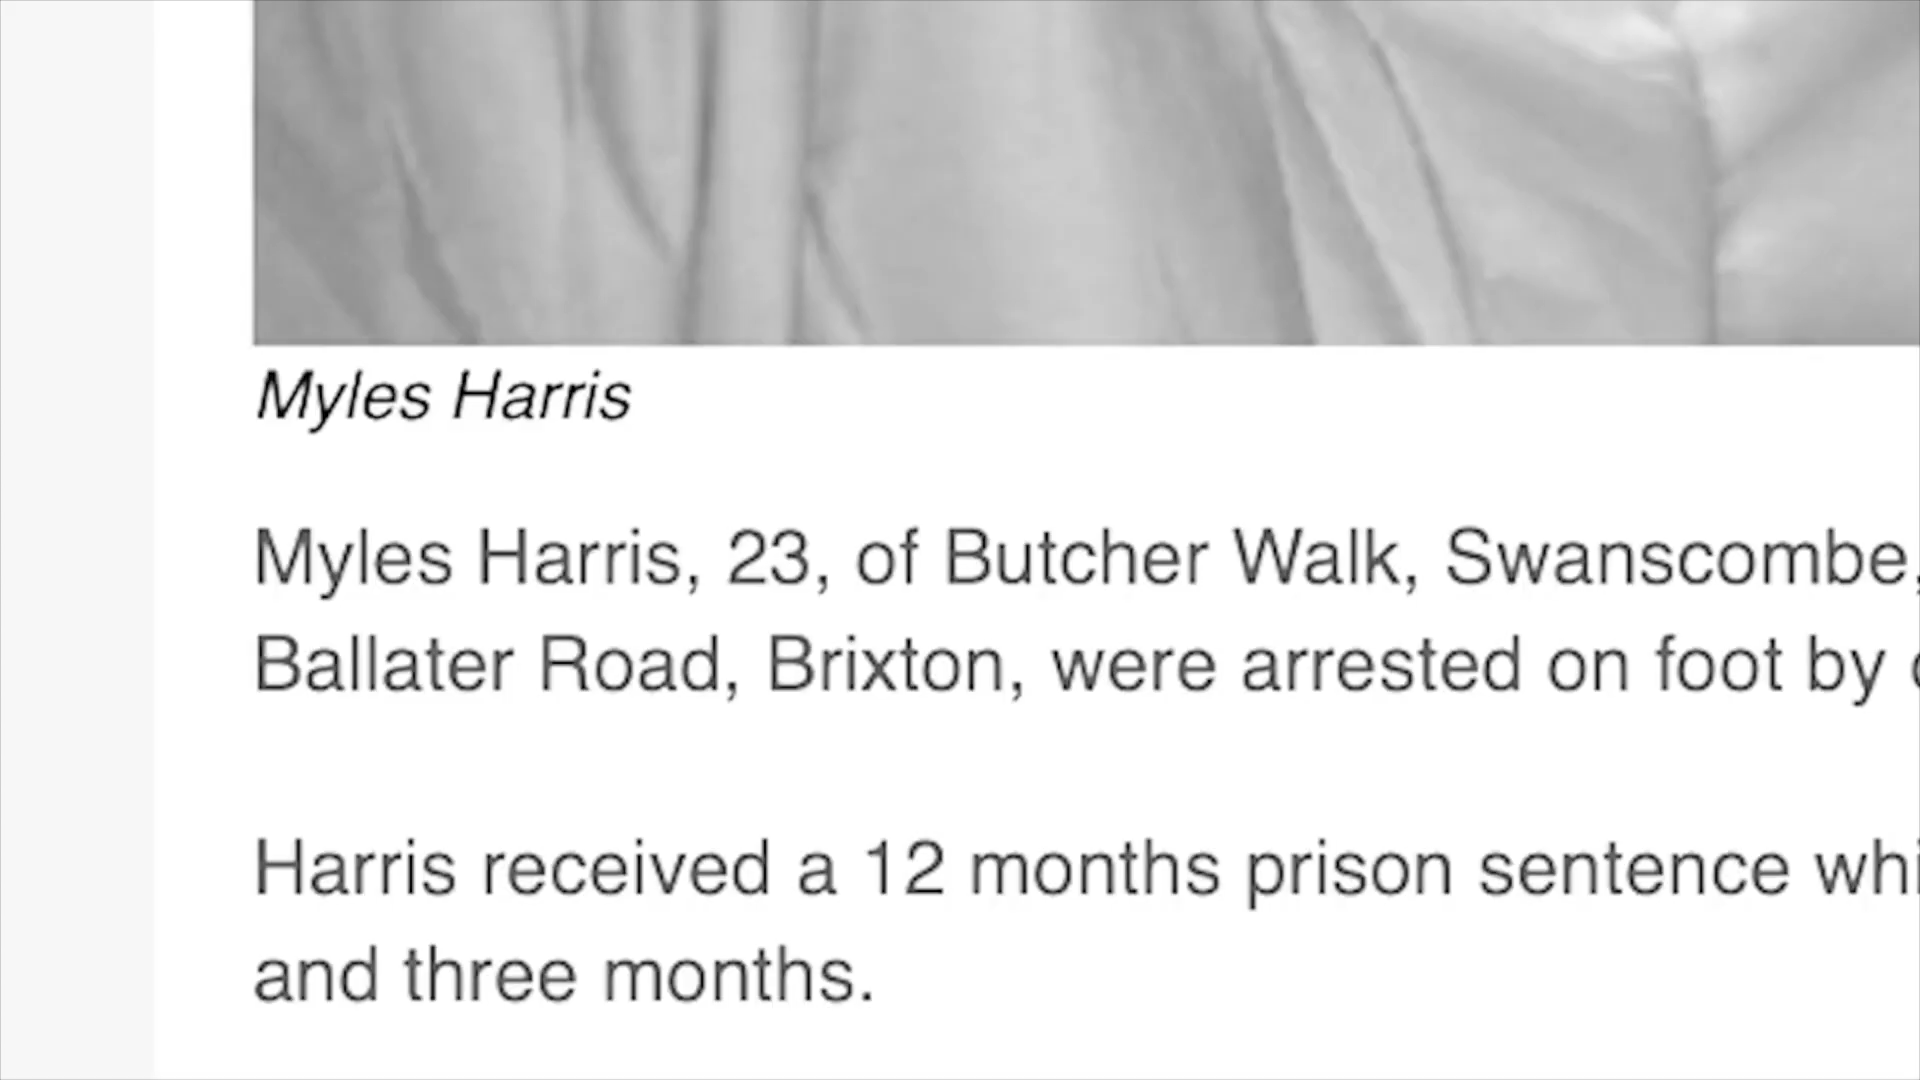 Myles Harris
Myles Harris, 23, of Butcher Walk, Swanscombe,
Ballater Road, Brixton, were arrested on foot by
Harris received a 12 months prison sentence
and three months.